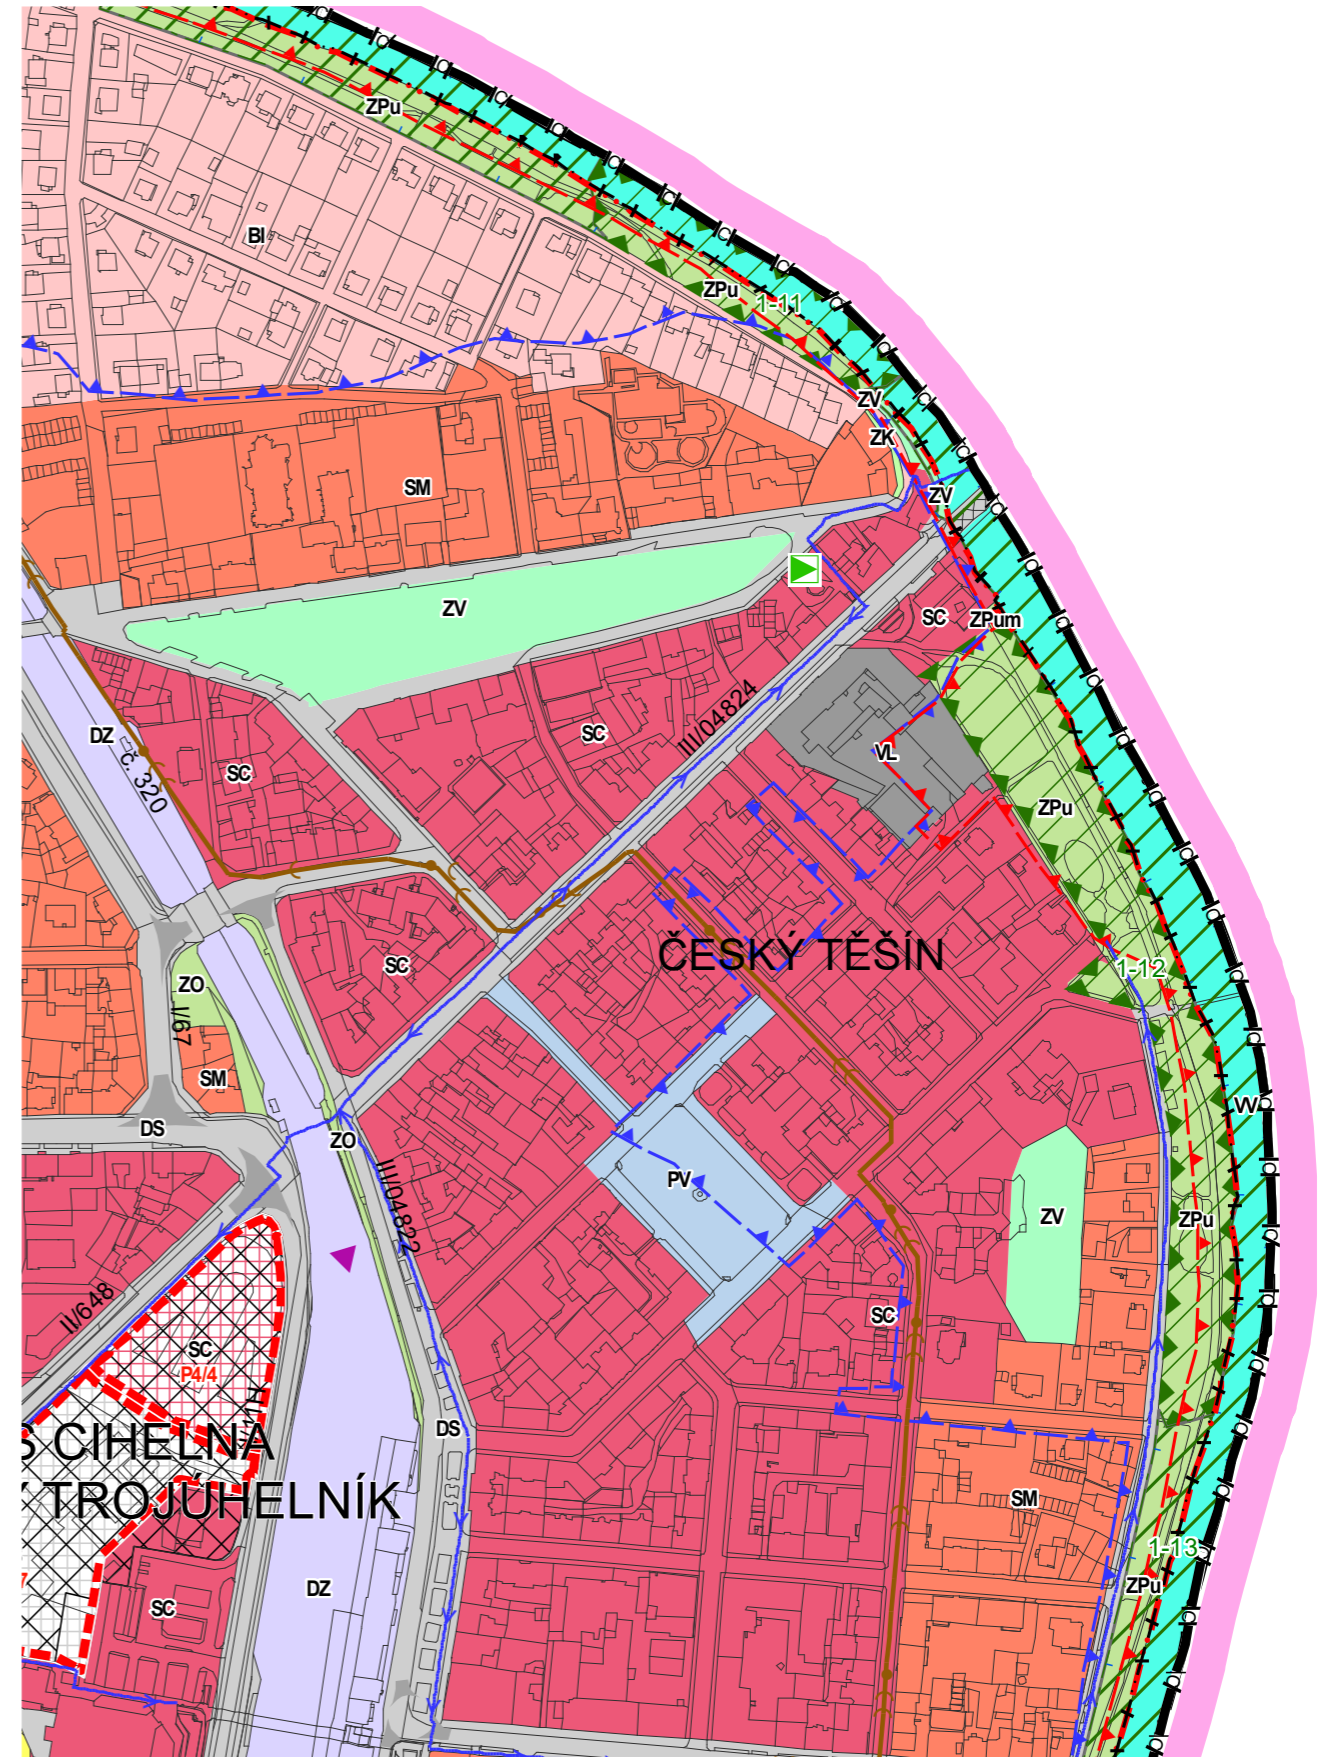 ZPu
BI
ZPu
1-11
ZV
ZK
SM
ZV
ZV
SC
ZPum
DZ
č. 320
SC
SC
III/04824
VL
ZPu
ČESKÝ TĚŠÍN
SC
1-12
ZO
I/67
SM
DS
ZO
W
III/04822
PV
ZV
ZPu
II/648
SC
P4/4
SC
S CIHELNA
DS
TROJÚHELNÍK
SM
1-13
DZ
ZPu
SC